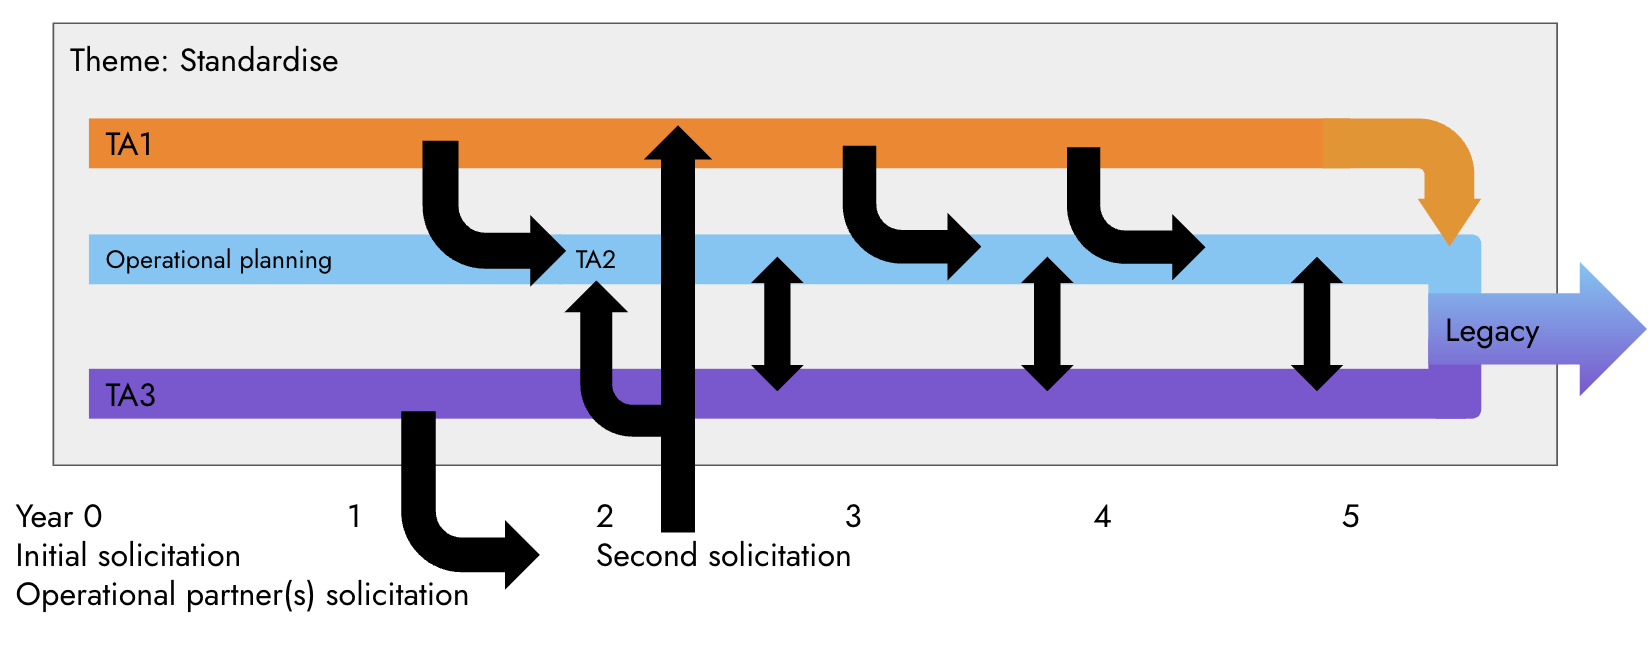 Theme: Standardise
TA1
Operational planning
TA2
Legacy
TA3
Year 0
1
2
3
4
5
Initial solicitation
Second solicitation
Operational partner(s) solicitation